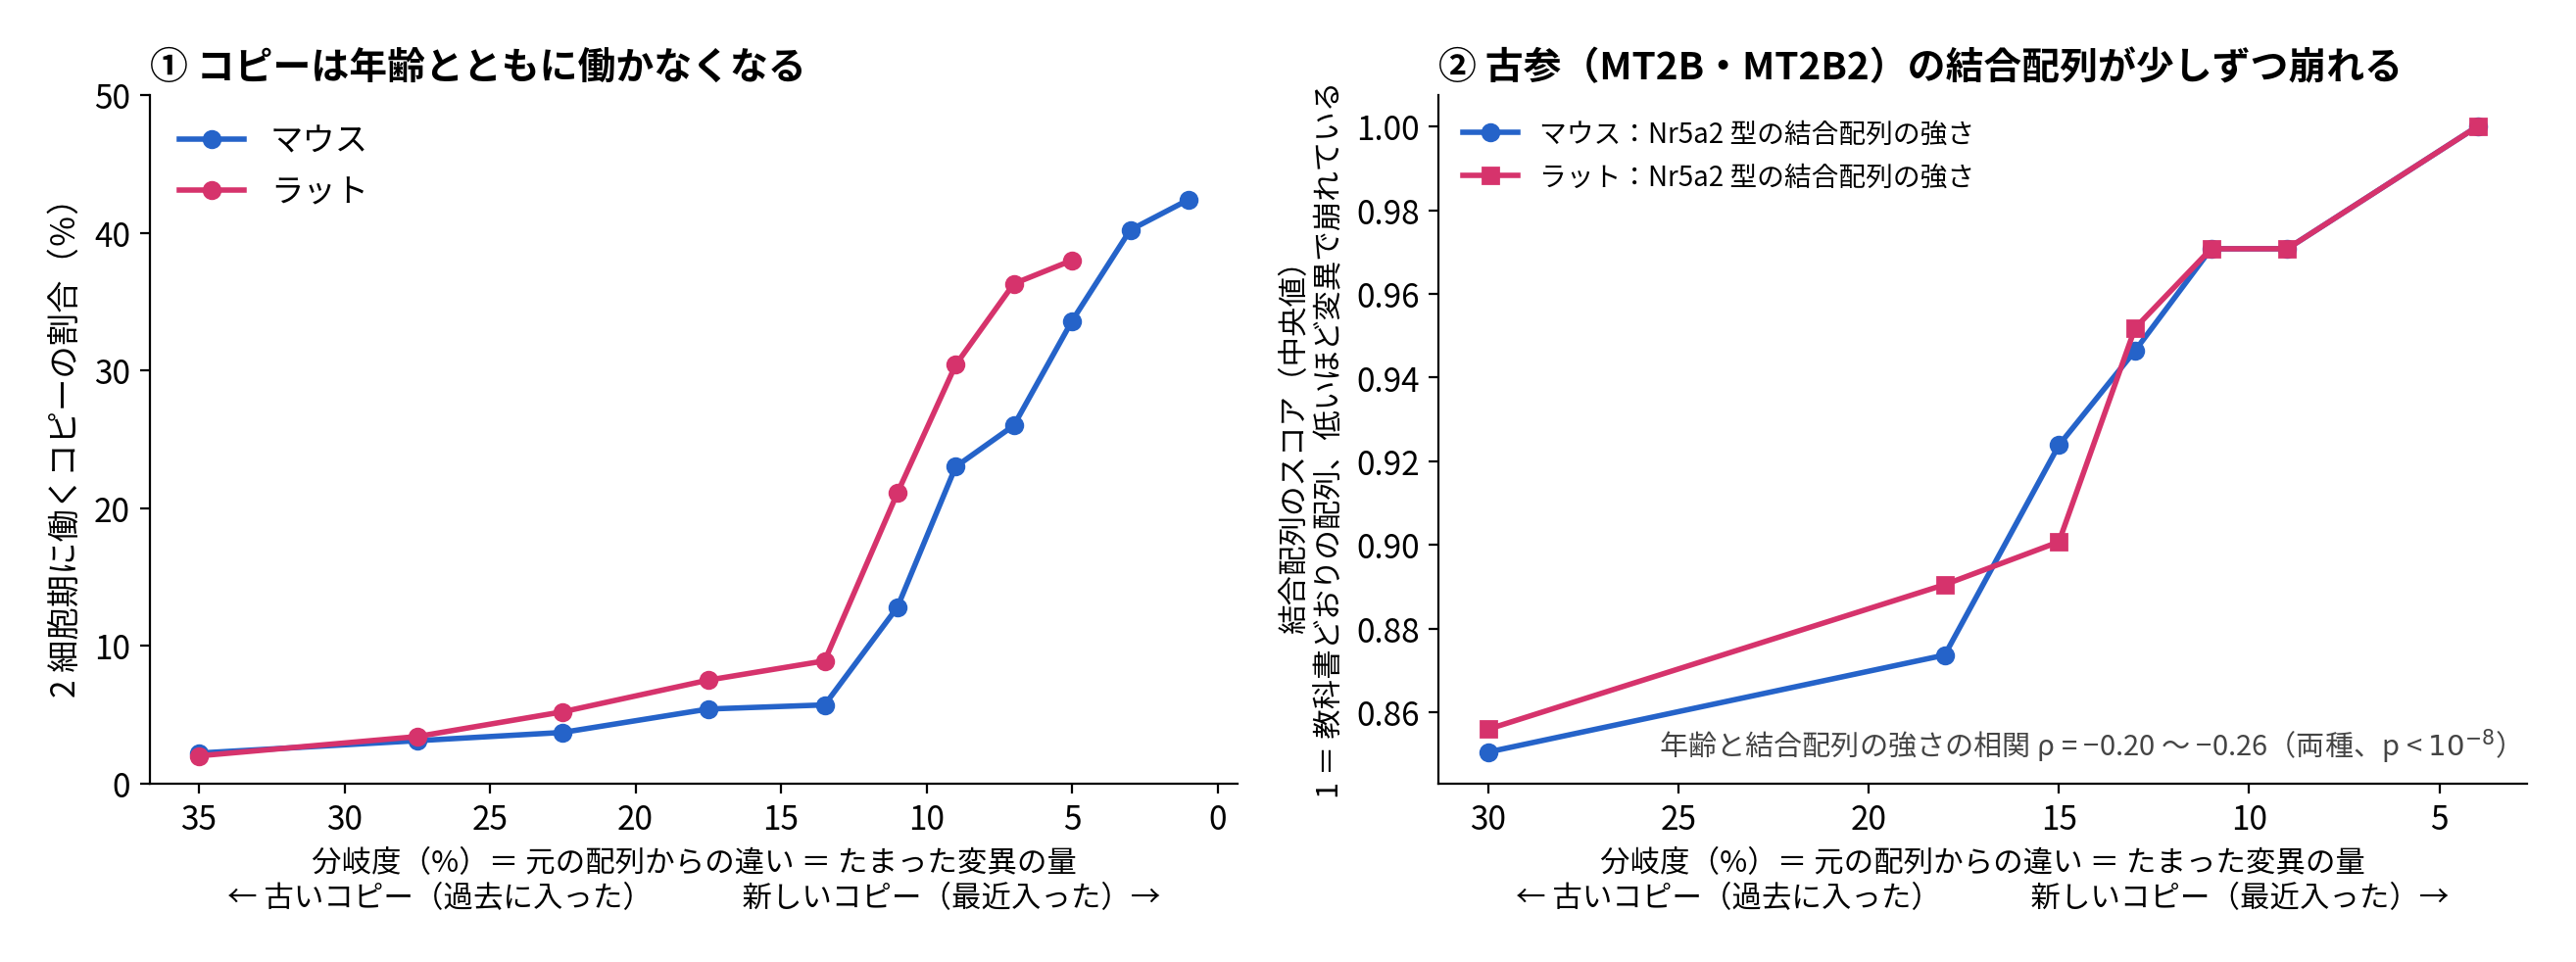 ① コピーは年齢とともに働かなくなる
50
40
30
20
10
0
2 細胞期に働くコピーの割合（%）
マウス
ラット
35
30
25
20
15
10
5
0
分岐度（%）＝ 元の配列からの違い ＝ たまった変異の量
← 古いコピー（過去に入った）
新しいコピー（最近入った）→
② 古参（MT2B・MT2B2）の結合配列が少しずつ崩れる
結合配列のスコア（中央値）
1 ＝ 教科書どおりの配列、低いほど変異で崩れている
1.00
0.98
0.96
0.94
0.92
0.90
0.88
0.86
マウス：Nr5a2 型の結合配列の強さ
ラット：Nr5a2 型の結合配列の強さ
年齢と結合配列の強さの相関 ρ = −0.20 〜 −0.26（両種、p < 10⁻⁸）
30
25
20
15
10
5
分岐度（%）＝ 元の配列からの違い ＝ たまった変異の量
← 古いコピー（過去に入った）
新しいコピー（最近入った）→